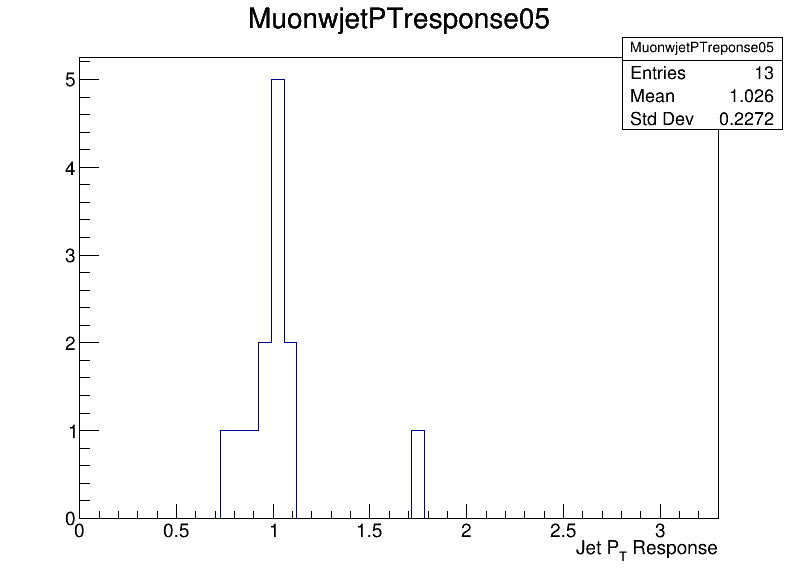 MuonwjetPTresponse05
MuonwjetPTreponse05
Entries 13
Mean 1.026
Std Dev 0.2272
5
4
3
2
1
0
0 0.5 1 1.5 2 2.5 3
Jet P_T Response